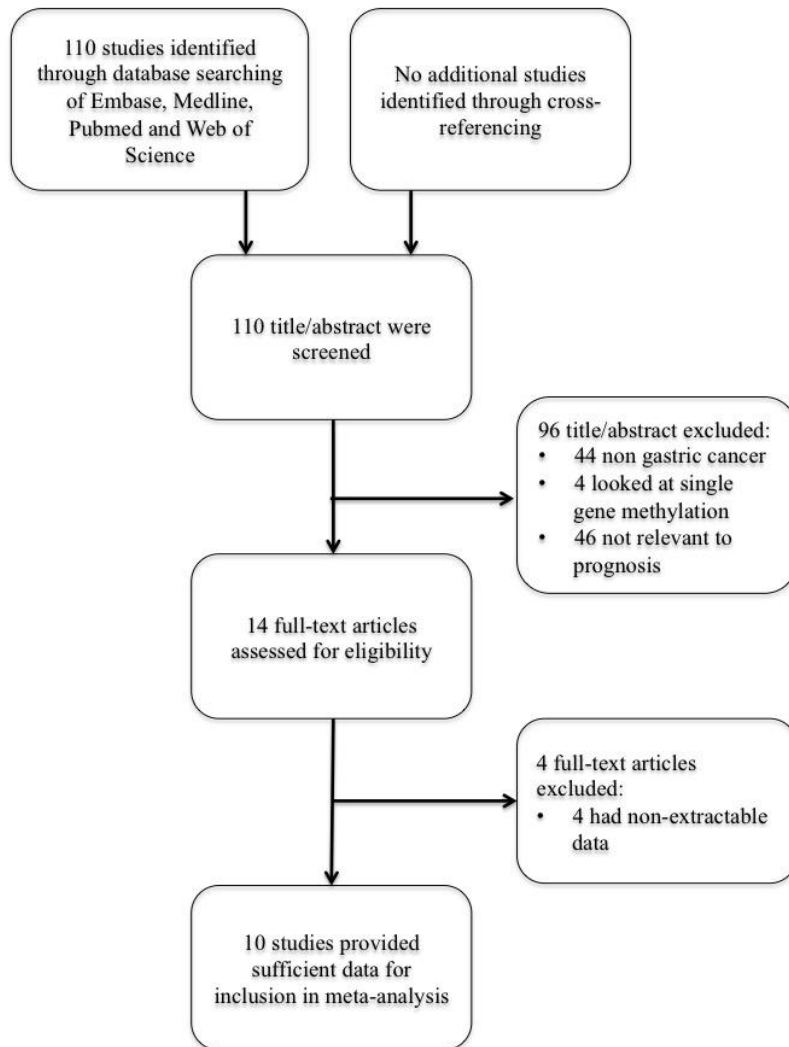 110 studies identified
through database searching
of Embase, Medline,
Pubmed and Web of
Science
No additional studies
identified through cross-
referencing
110 title/abstract were
screened
96 title/abstract excluded:
• 44 non gastric cancer
• 4 looked at single
gene methylation
• 46 not relevant to
prognosis
14 full-text articles
assessed for eligibility
4 full-text articles
excluded:
• 4 had non-extractable
data
10 studies provided
sufficient data for
inclusion in meta-analysis